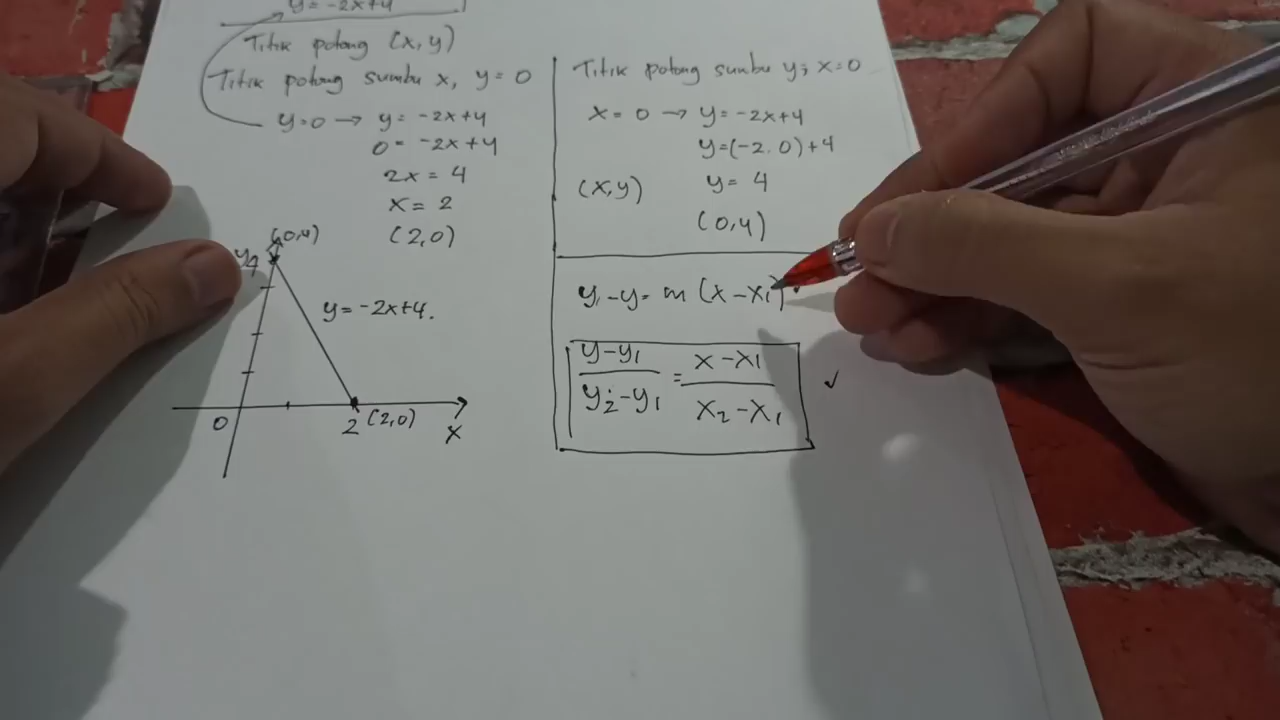 y = -2x+4
Titik potong (x,y)
Titik potong sumbu x, y = 0
y=0 → y = -2x+4
0 = -2x+4
2x = 4
x = 2
(2,0)
(0,4)
y
4
y = -2x+4.
0
2 (2,0)
x
Titik potong sumbu y; x=0
x = 0 → y = -2x+4
y=(-2.0)+4
(x,y) y = 4
(0,4)
y₁-y= m (x-x₁) ✓
y-y₁ / y₂-y₁ = x-x₁ / x₂-x₁ ✓